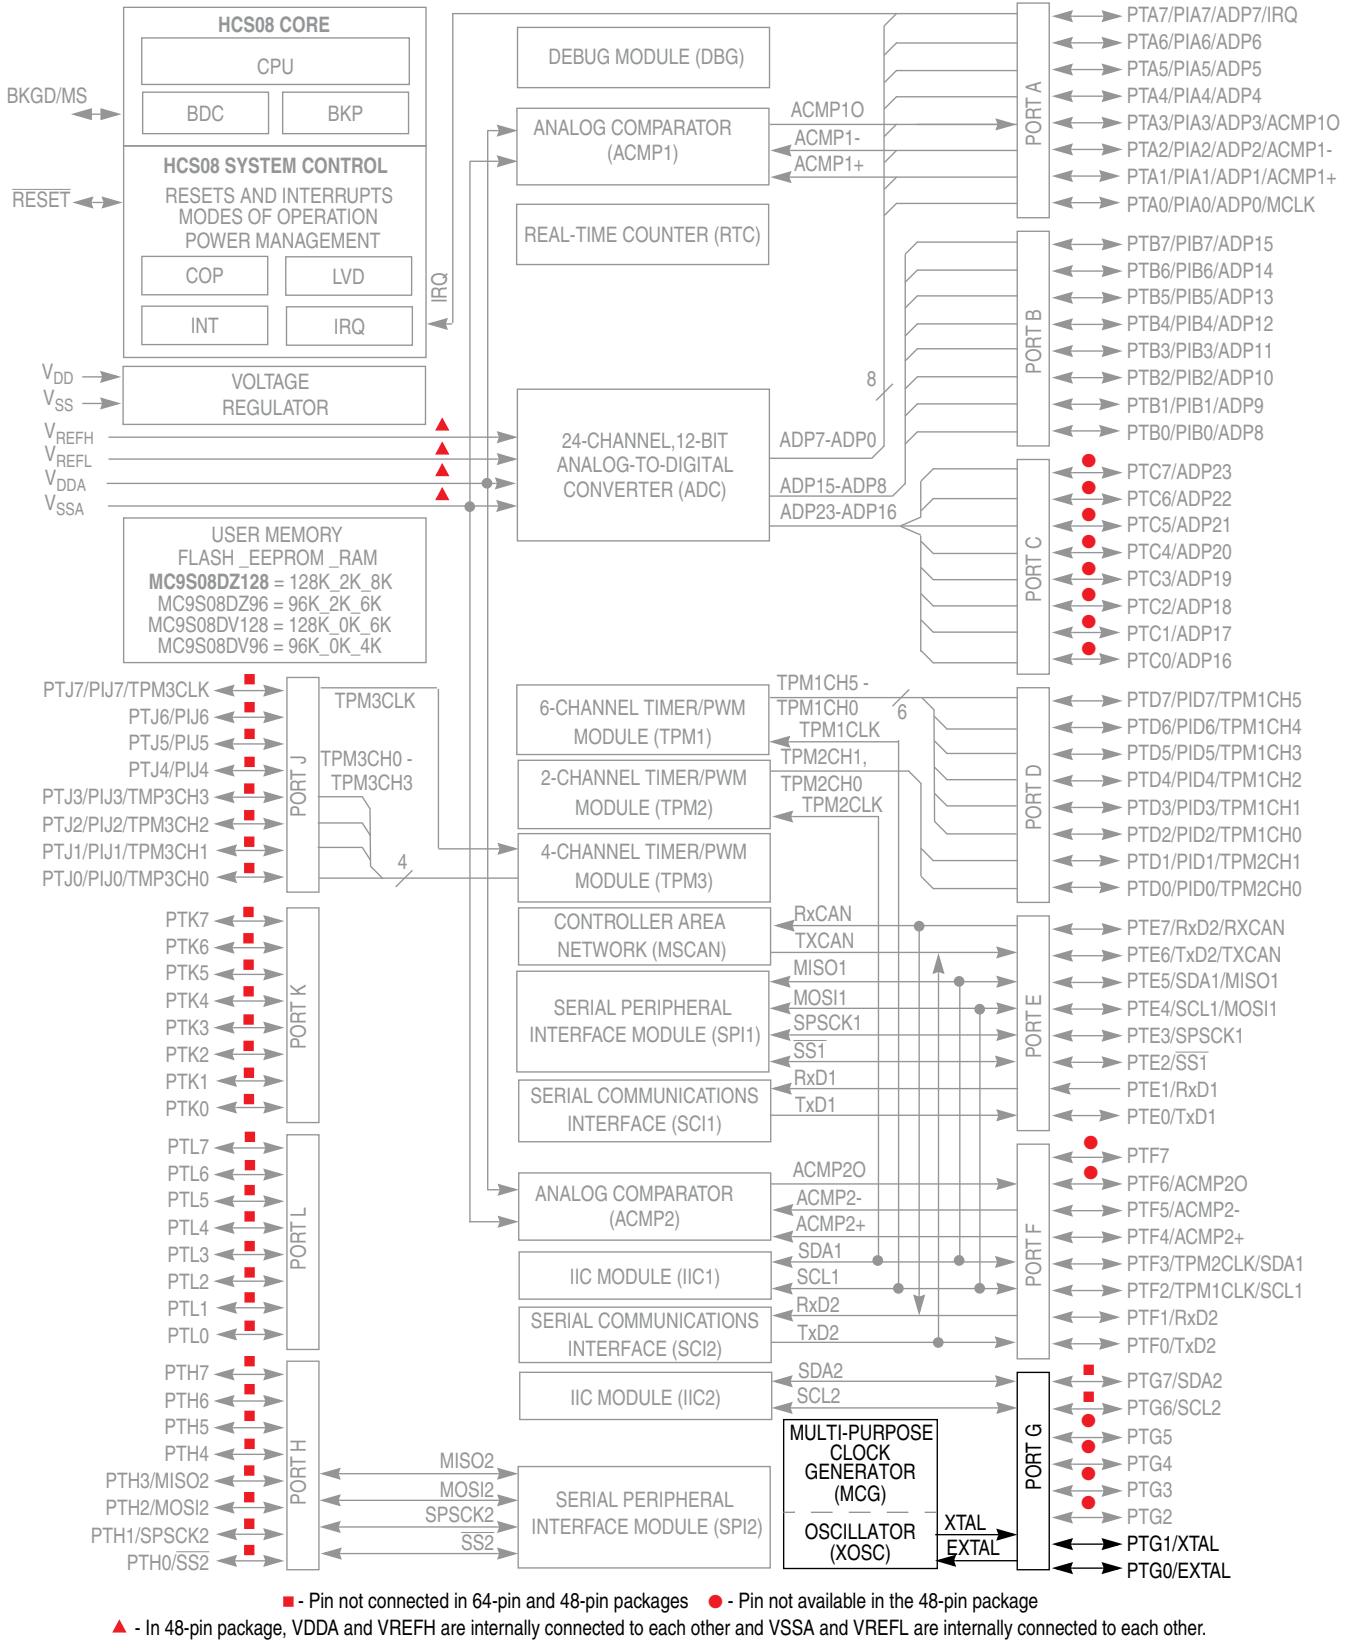 HCS08 CORE
CPU
BDC
BKP
BKGD/MS
HCS08 SYSTEM CONTROL
RESETS AND INTERRUPTS
MODES OF OPERATION
POWER MANAGEMENT
COP
LVD
INT
IRQ
RESET
IRQ
VDD
VSS
VOLTAGE
REGULATOR
VREFH
VREFL
VDDA
VSSA
USER MEMORY
FLASH _EEPROM _RAM
MC9S08DZ128 = 128K_2K_8K
MC9S08DZ96 = 96K_2K_6K
MC9S08DV128 = 128K_0K_6K
MC9S08DV96 = 96K_0K_4K
PTJ7/PIJ7/TPM3CLK
PTJ6/PIJ6
PTJ5/PIJ5
PTJ4/PIJ4
PTJ3/PIJ3/TMP3CH3
PTJ2/PIJ2/TPM3CH2
PTJ1/PIJ1/TPM3CH1
PTJ0/PIJ0/TMP3CH0
PORT J
TPM3CLK
TPM3CH0 -
TPM3CH3
4
PTK7
PTK6
PTK5
PTK4
PTK3
PTK2
PTK1
PTK0
PORT K
PTL7
PTL6
PTL5
PTL4
PTL3
PTL2
PTL1
PTL0
PORT L
PTH7
PTH6
PTH5
PTH4
PTH3/MISO2
PTH2/MOSI2
PTH1/SPSCK2
PTH0/SS2
PORT H
MISO2
MOSI2
SPSCK2
SS2
DEBUG MODULE (DBG)
ANALOG COMPARATOR
(ACMP1)
ACMP1O
ACMP1-
ACMP1+
REAL-TIME COUNTER (RTC)
24-CHANNEL,12-BIT
ANALOG-TO-DIGITAL
CONVERTER (ADC)
8
ADP7-ADP0
ADP15-ADP8
ADP23-ADP16
6-CHANNEL TIMER/PWM
MODULE (TPM1)
TPM1CH5 -
TPM1CH0
6
TPM1CLK
2-CHANNEL TIMER/PWM
MODULE (TPM2)
TPM2CH1,
TPM2CH0
TPM2CLK
4-CHANNEL TIMER/PWM
MODULE (TPM3)
CONTROLLER AREA
NETWORK (MSCAN)
RxCAN
TXCAN
SERIAL PERIPHERAL
INTERFACE MODULE (SPI1)
MISO1
MOSI1
SPSCK1
SS1
SERIAL COMMUNICATIONS
INTERFACE (SCI1)
RxD1
TxD1
ANALOG COMPARATOR
(ACMP2)
ACMP2O
ACMP2-
ACMP2+
IIC MODULE (IIC1)
SDA1
SCL1
SERIAL COMMUNICATIONS
INTERFACE (SCI2)
RxD2
TxD2
IIC MODULE (IIC2)
SDA2
SCL2
MULTI-PURPOSE
CLOCK
GENERATOR
(MCG)
OSCILLATOR
(XOSC)
XTAL
EXTAL
SERIAL PERIPHERAL
INTERFACE MODULE (SPI2)
PORT A
PTA7/PIA7/ADP7/IRQ
PTA6/PIA6/ADP6
PTA5/PIA5/ADP5
PTA4/PIA4/ADP4
PTA3/PIA3/ADP3/ACMP1O
PTA2/PIA2/ADP2/ACMP1-
PTA1/PIA1/ADP1/ACMP1+
PTA0/PIA0/ADP0/MCLK
PORT B
PTB7/PIB7/ADP15
PTB6/PIB6/ADP14
PTB5/PIB5/ADP13
PTB4/PIB4/ADP12
PTB3/PIB3/ADP11
PTB2/PIB2/ADP10
PTB1/PIB1/ADP9
PTB0/PIB0/ADP8
PORT C
PTC7/ADP23
PTC6/ADP22
PTC5/ADP21
PTC4/ADP20
PTC3/ADP19
PTC2/ADP18
PTC1/ADP17
PTC0/ADP16
PORT D
PTD7/PID7/TPM1CH5
PTD6/PID6/TPM1CH4
PTD5/PID5/TPM1CH3
PTD4/PID4/TPM1CH2
PTD3/PID3/TPM1CH1
PTD2/PID2/TPM1CH0
PTD1/PID1/TPM2CH1
PTD0/PID0/TPM2CH0
PORT E
PTE7/RxD2/RXCAN
PTE6/TxD2/TXCAN
PTE5/SDA1/MISO1
PTE4/SCL1/MOSI1
PTE3/SPSCK1
PTE2/SS1
PTE1/RxD1
PTE0/TxD1
PORT F
PTF7
PTF6/ACMP2O
PTF5/ACMP2-
PTF4/ACMP2+
PTF3/TPM2CLK/SDA1
PTF2/TPM1CLK/SCL1
PTF1/RxD2
PTF0/TxD2
PORT G
PTG7/SDA2
PTG6/SCL2
PTG5
PTG4
PTG3
PTG2
PTG1/XTAL
PTG0/EXTAL
- Pin not connected in 64-pin and 48-pin packages
- Pin not available in the 48-pin package
- In 48-pin package, VDDA and VREFH are internally connected to each other and VSSA and VREFL are internally connected to each other.